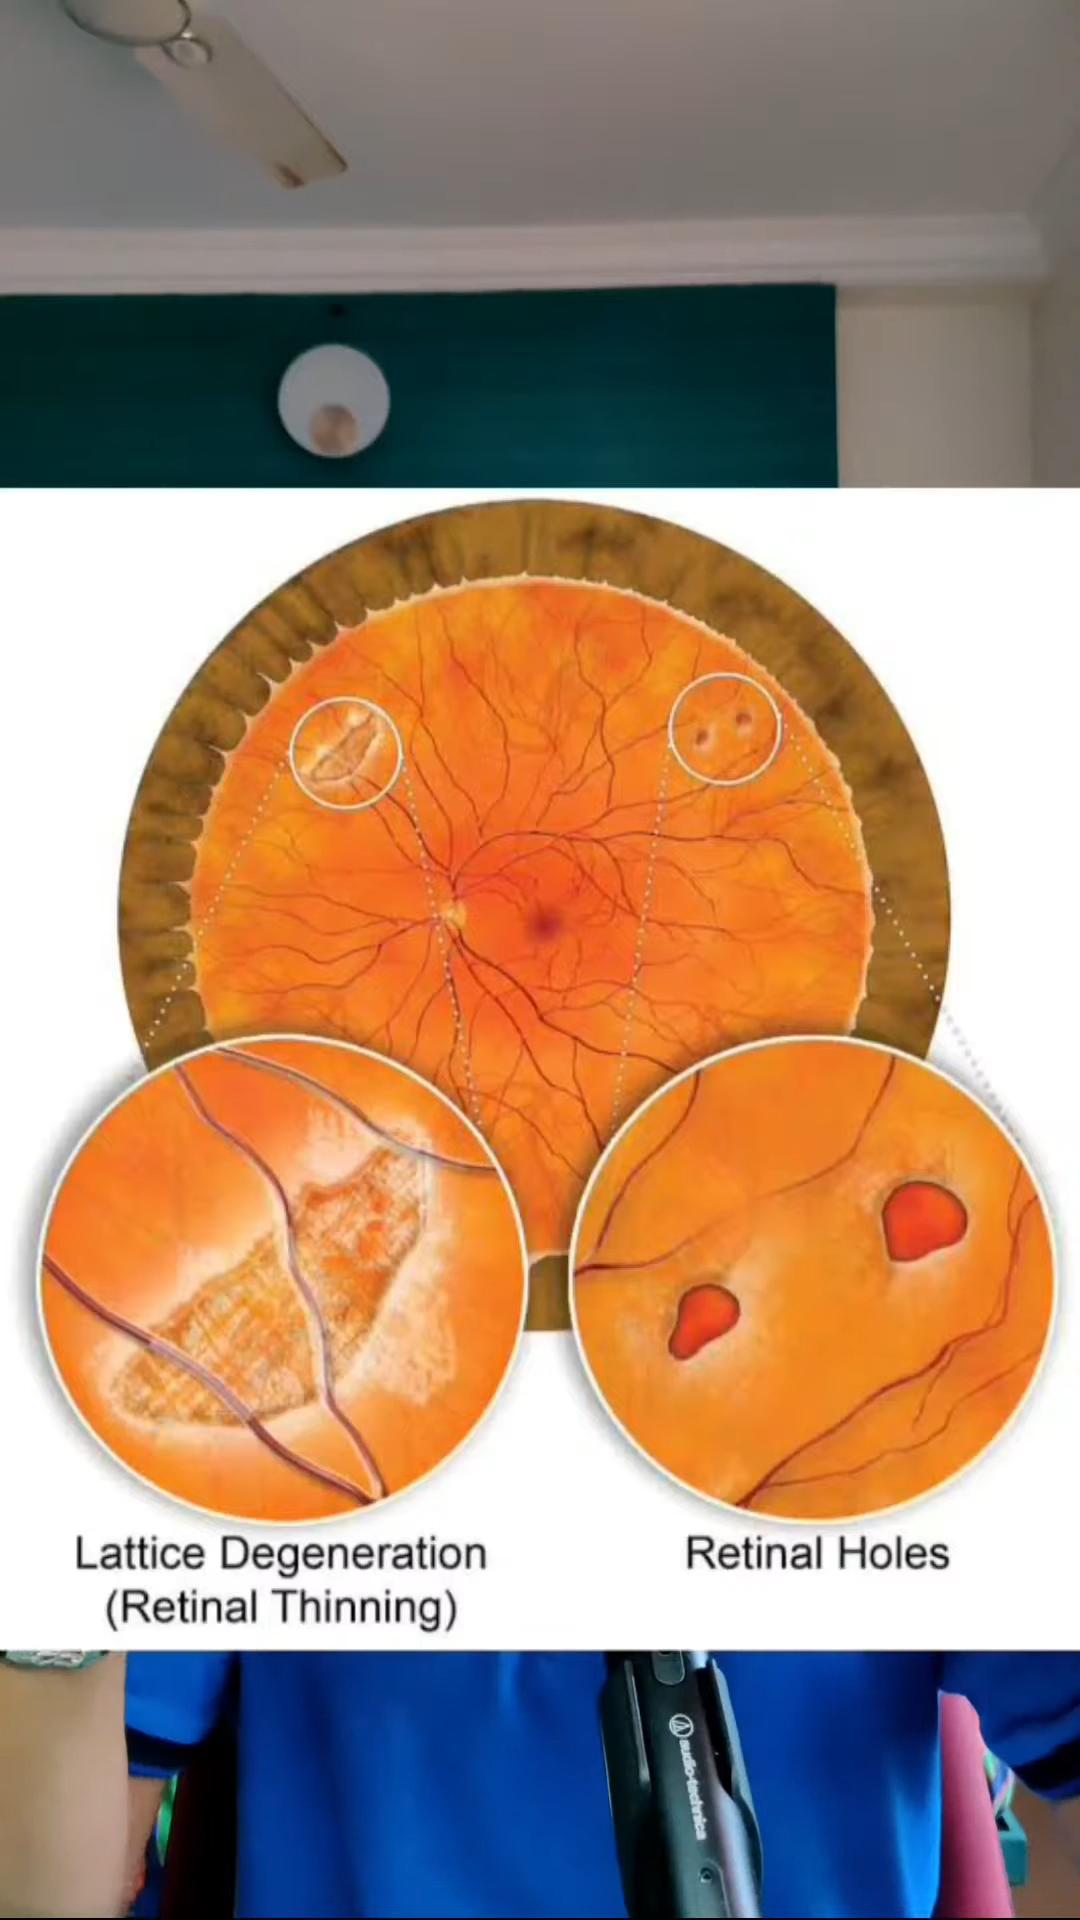 Lattice Degeneration
(Retinal Thinning)
Retinal Holes
audio-technica